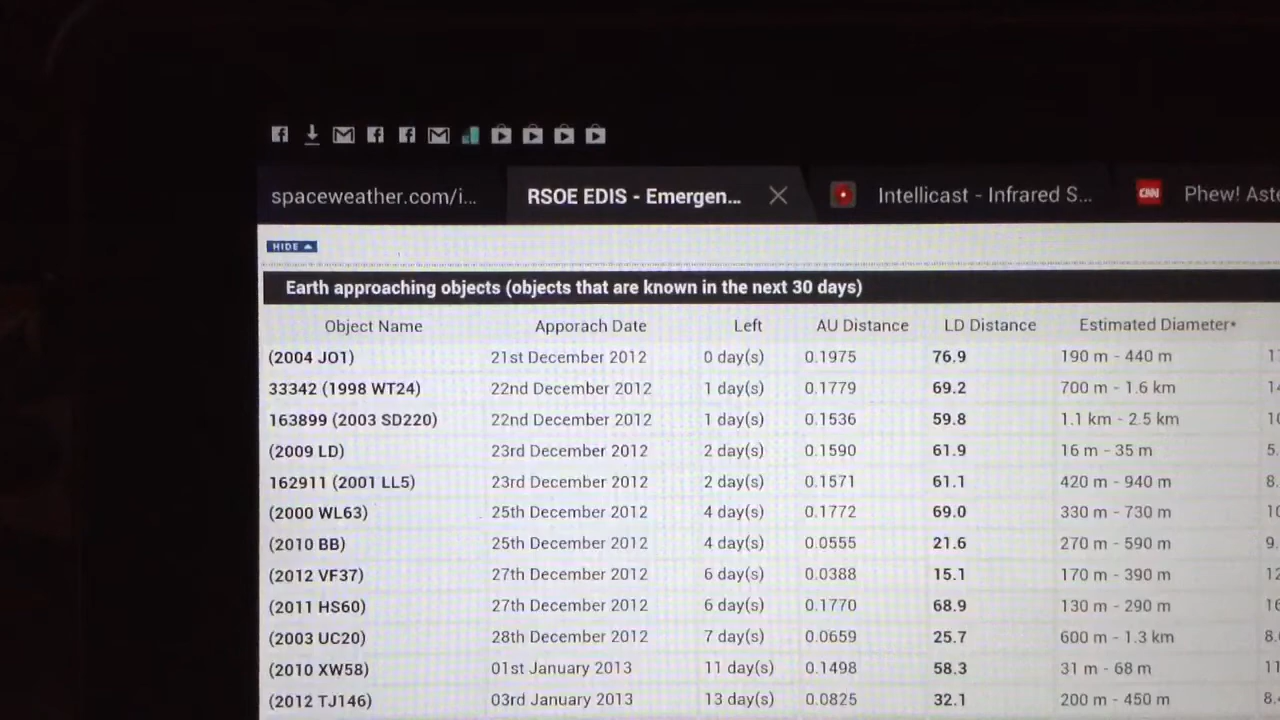 spaceweather.com/i... RSOE EDIS - Emergen... Intellicast - Infrared S... CNN Phew! Aste
HIDE
Earth approaching objects (objects that are known in the next 30 days)
Object Name Apporach Date Left AU Distance LD Distance Estimated Diameter*
(2004 JO1) 21st December 2012 0 day(s) 0.1975 76.9 190 m - 440 m
33342 (1998 WT24) 22nd December 2012 1 day(s) 0.1779 69.2 700 m - 1.6 km
163899 (2003 SD220) 22nd December 2012 1 day(s) 0.1536 59.8 1.1 km - 2.5 km
(2009 LD) 23rd December 2012 2 day(s) 0.1590 61.9 16 m - 35 m 5.
162911 (2001 LL5) 23rd December 2012 2 day(s) 0.1571 61.1 420 m - 940 m 8.
(2000 WL63) 25th December 2012 4 day(s) 0.1772 69.0 330 m - 730 m
(2010 BB) 25th December 2012 4 day(s) 0.0555 21.6 270 m - 590 m 9.
(2012 VF37) 27th December 2012 6 day(s) 0.0388 15.1 170 m - 390 m
(2011 HS60) 27th December 2012 6 day(s) 0.1770 68.9 130 m - 290 m
(2003 UC20) 28th December 2012 7 day(s) 0.0659 25.7 600 m - 1.3 km 8.
(2010 XW58) 01st January 2013 11 day(s) 0.1498 58.3 31 m - 68 m
(2012 TJ146) 03rd January 2013 13 day(s) 0.0825 32.1 200 m - 450 m 8.